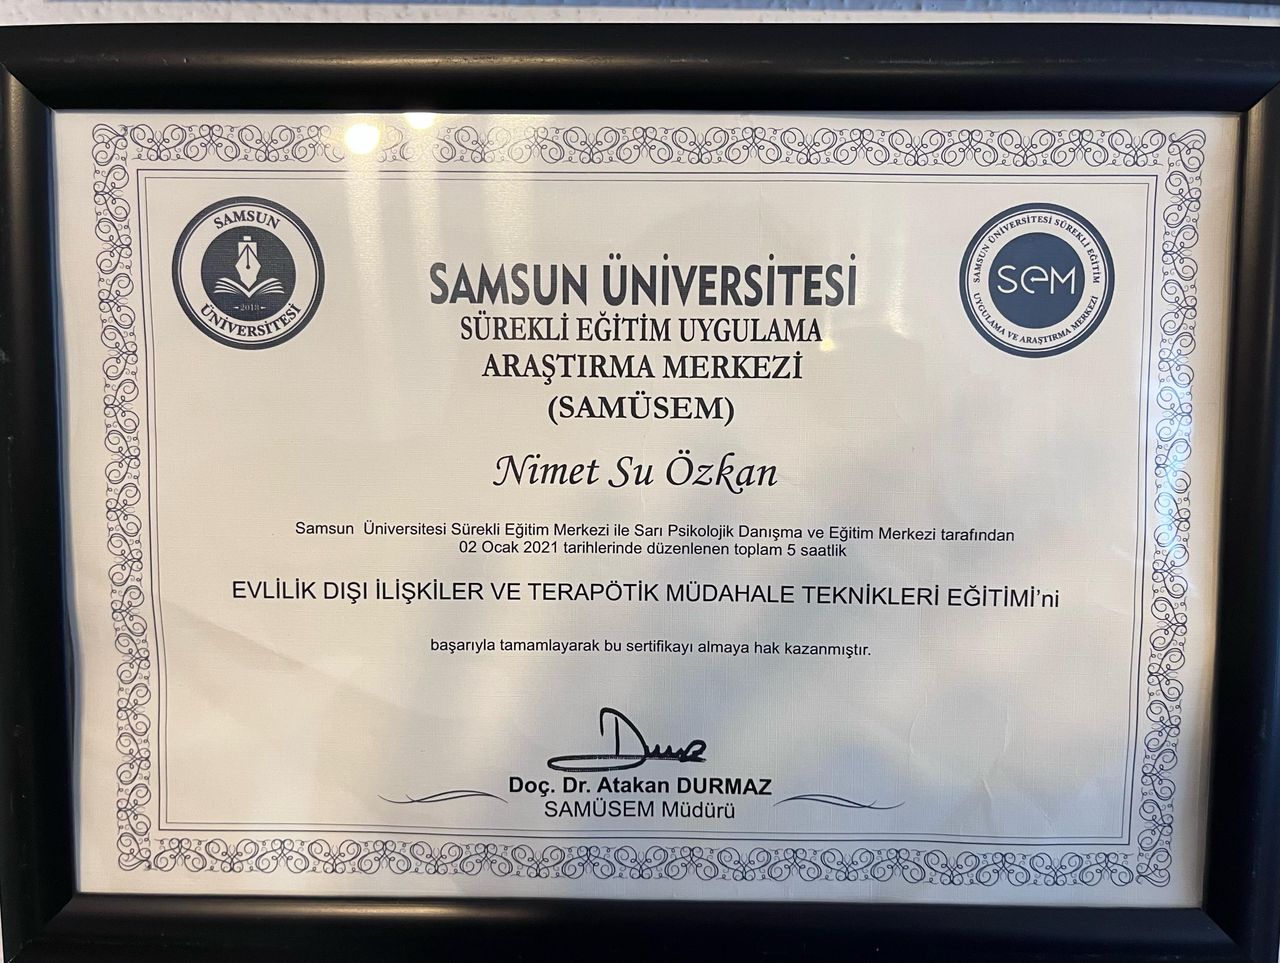 SAMSUN
2018
ÜNİVERSİTESİ
SAMSUN ÜNİVERSİTESİ SÜREKLİ EĞİTİM
UYGULAMA VE ARAŞTIRMA MERKEZİ
SEM
SAMSUN ÜNİVERSİTESİ
SÜREKLİ EĞİTİM UYGULAMA
ARAŞTIRMA MERKEZİ
(SAMÜSEM)
Nimet Su Özkan
Samsun Üniversitesi Sürekli Eğitim Merkezi ile Sarı Psikolojik Danışma ve Eğitim Merkezi tarafından
02 Ocak 2021 tarihlerinde düzenlenen toplam 5 saatlik
EVLİLİK DIŞI İLİŞKİLER VE TERAPÖTİK MÜDAHALE TEKNİKLERİ EĞİTİMİ'ni
başarıyla tamamlayarak bu sertifikayı almaya hak kazanmıştır.
Doç. Dr. Atakan DURMAZ
SAMÜSEM Müdürü